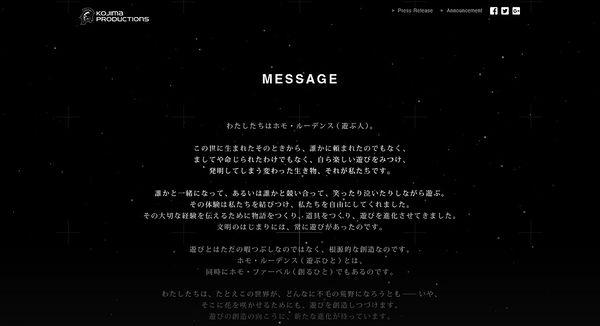 KOJIMA
PRODUCTIONS
Press Release
Announcement
MESSAGE
わたしたちはホモ・ルーデンス ( 遊ぶ人 )。
この世に生まれたそのときから、誰かに頼まれたのでもなく、
ましてや命じられたわけでもなく、自ら楽しい遊びをみつけ、
発明してしまう変わった生き物、それが私たちです。
誰かと一緒になって、あるいは誰かと競い合って、笑ったり泣いたりしながら遊ぶ。
その体験は私たちを結びつけ、私たちを自由にしてくれました。
その大切な経験を伝えるために物語をつくり、道具をつくり、遊びを進化させてきました。
文明のはじまりには、常に遊びがあったのです。
遊びとはただの暇つぶしなのではなく、根源的な創造なのです。
ホモ・ルーデンス ( 遊ぶひと ) とは、
同時にホモ・ファーベル ( 創るひと ) でもあるのです。
わたしたちは、たとえこの世界が、どんなに不毛の荒野になろうとも ── いや、
そこに花を咲かせるためにも、遊びを創造しつづけます。
遊びの創造の向こうに、新たな進化が待っています。